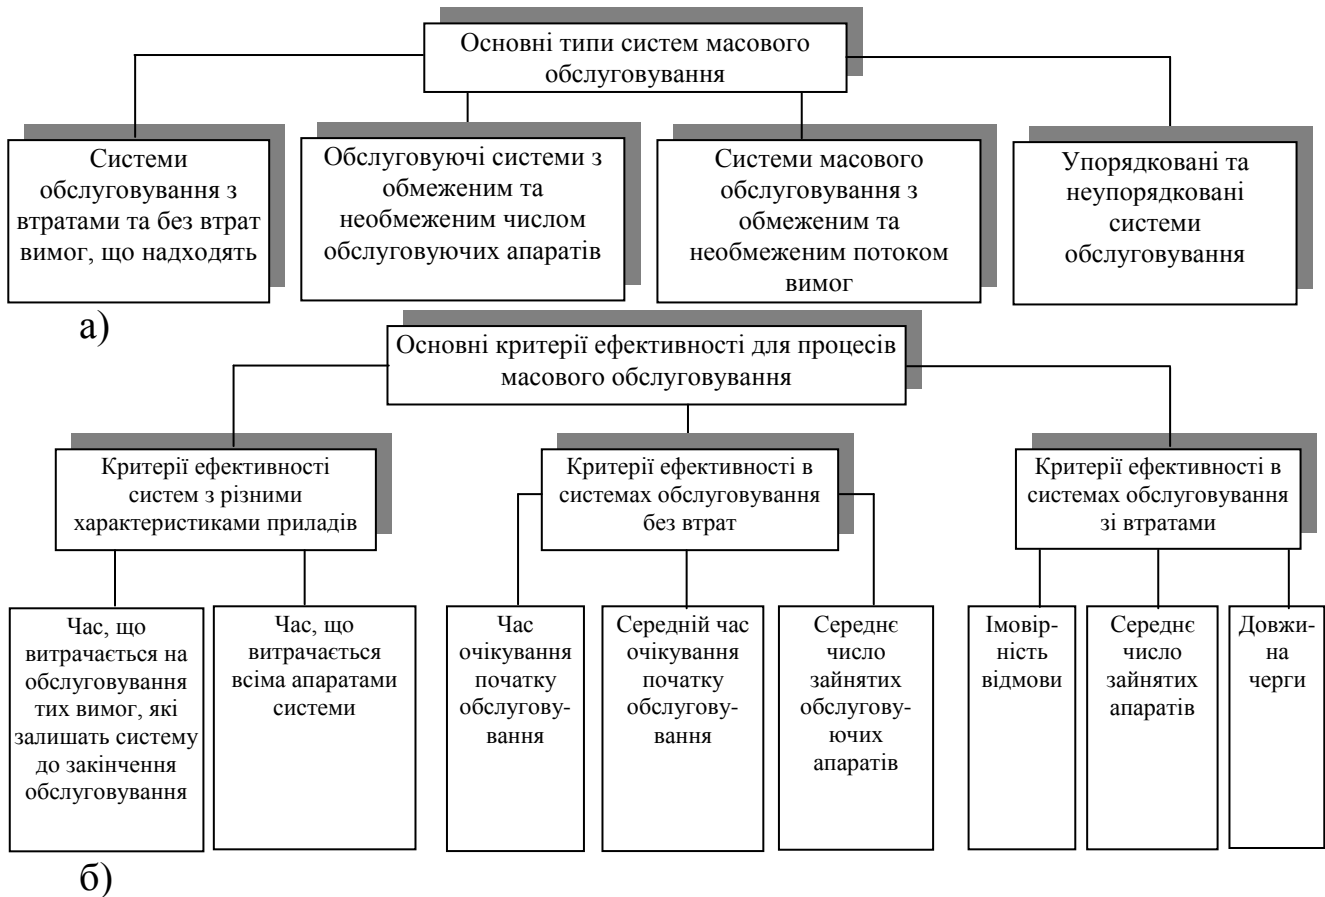 Основні типи систем масового
обслуговування
Системи
обслуговування з
втратами та без втрат
вимог, що надходять
Обслуговуючі системи з
обмеженим та
необмеженим числом
обслуговуючих апаратів
Системи масового
обслуговування з
обмеженим та
необмеженим потоком
вимог
Упорядковані та
неупорядковані
системи
обслуговування
а)
Основні критерії ефективності для процесів
масового обслуговування
Критерії ефективності
систем з різними
характеристиками приладів
Критерії ефективності в
системах обслуговування
без втрат
Критерії ефективності в
системах обслуговування
зі втратами
Час, що
витрачається на
обслуговування
тих вимог, які
залишать систему
до закінчення
обслуговування
Час, що
витрачається
всіма апаратами
системи
Час
очікування
початку
обслугову-
ування
Середній час
очікування
початку
обслугову-
вання
Середнє
число
зайнятих
обслугову-
ючих
апаратів
Імовір-
ність
відмови
Середнє
число
зайнятих
апаратів
Довжи-
на
черги
б)